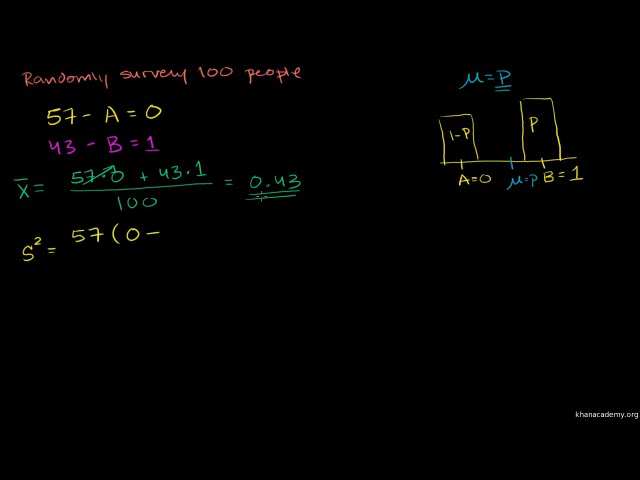 Randomly survey 100 people
57 - A = 0
43 - B = 1
x̄ = 57·0 + 43·1 / 100 = 0.43
S² = 57 (0 -
μ = P
1-P
P
A=0 μ=P B=1
khanacademy.org